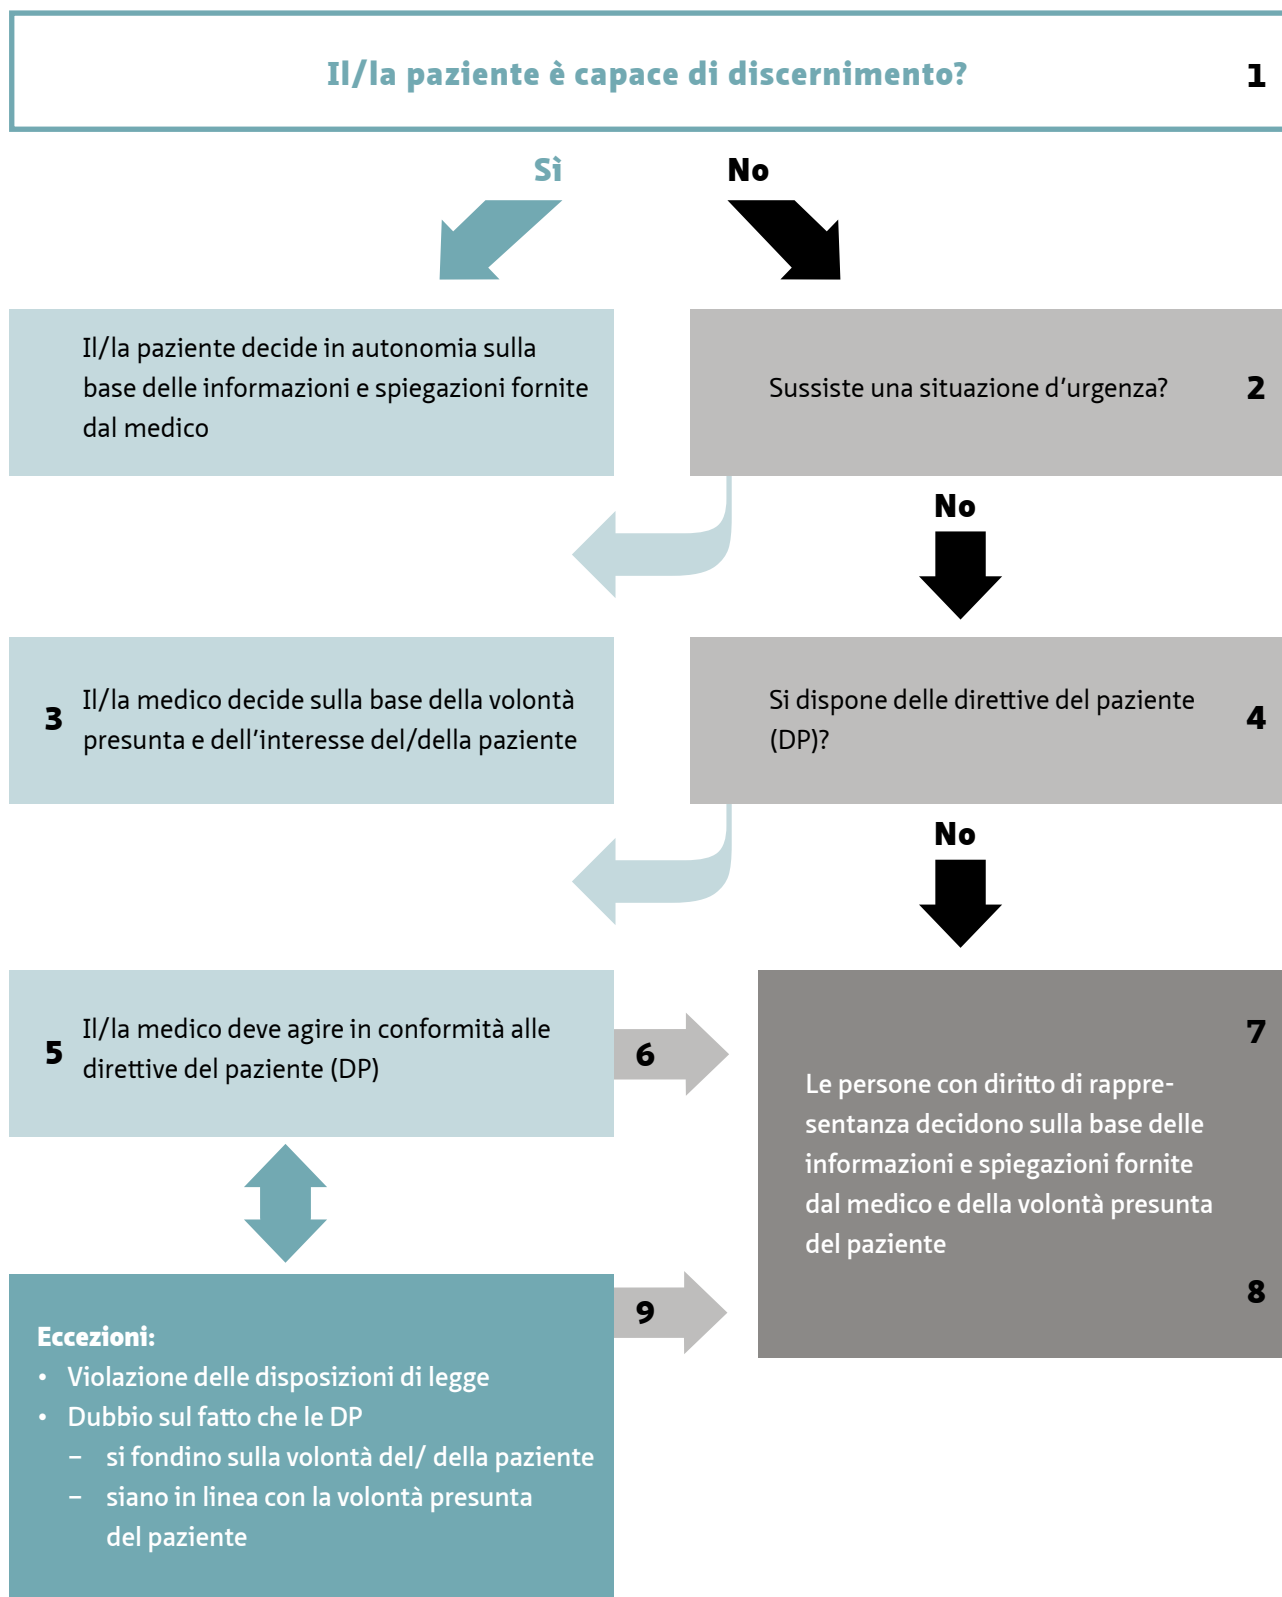 Il/la paziente è capace di discernimento?
1
Sì
No
Il/la paziente decide in autonomia sulla
base delle informazioni e spiegazioni fornite
dal medico
Sussiste una situazione d’urgenza?
2
No
3
Il/la medico decide sulla base della volontà
presunta e dell’interesse del/della paziente
Si dispone delle direttive del paziente
(DP)?
4
No
5
Il/la medico deve agire in conformità alle
direttive del paziente (DP)
6
7
Le persone con diritto di rappre-
sentanza decidono sulla base delle
informazioni e spiegazioni fornite
dal medico e della volontà presunta
del paziente
8
9
Eccezioni:
• Violazione delle disposizioni di legge
• Dubbio sul fatto che le DP
– si fondino sulla volontà del/ della paziente
– siano in linea con la volontà presunta
del paziente